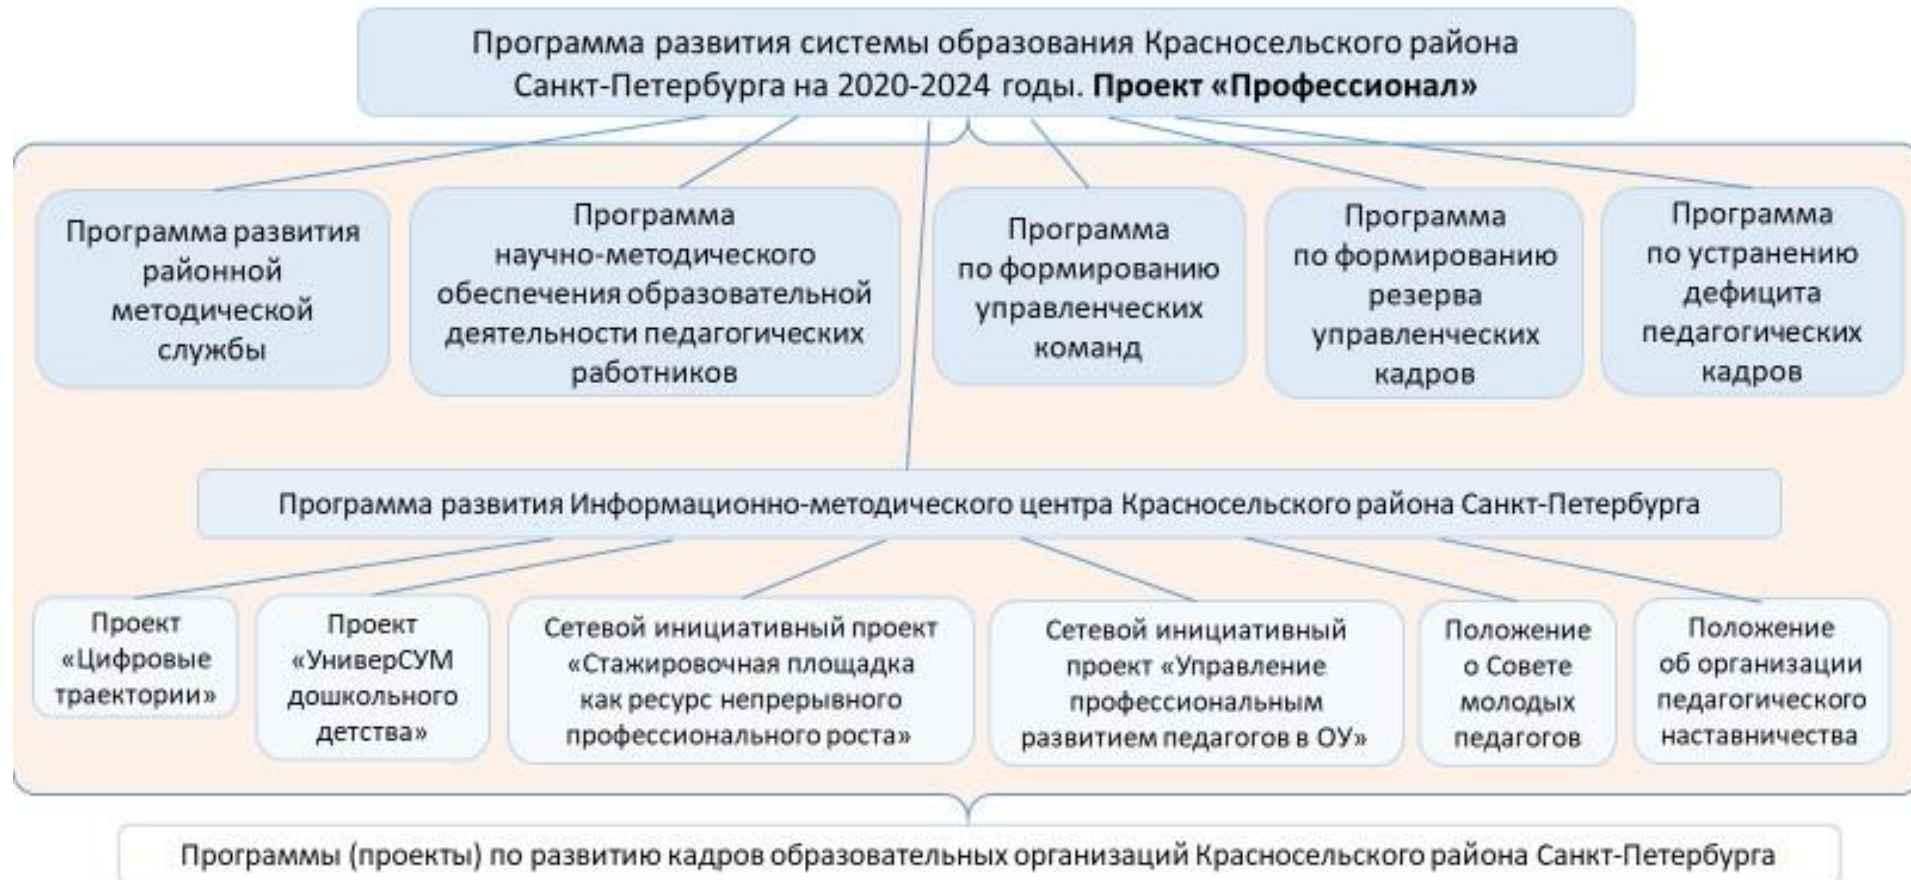 Программа развития системы образования Красносельского района
Санкт-Петербурга на 2020-2024 годы. Проект «Профессионал»
Программа развития
районной
методической
службы
Программа
научно-методического
обеспечения образовательной
деятельности педагогических
работников
Программа
по формированию
управленческих
команд
Программа
по формированию
резерва
управленческих
кадров
Программа
по устранению
дефицита
педагогических
кадров
Программа развития Информационно-методического центра Красносельского района Санкт-Петербурга
Проект
«Цифровые
траектории»
Проект
«УниверСУМ
дошкольного
детства»
Сетевой инициативный проект
«Стажировочная площадка
как ресурс непрерывного
профессионального роста»
Сетевой инициативный
проект «Управление
профессиональным
развитием педагогов в ОУ»
Положение
о Совете
молодых
педагогов
Положение
об организации
педагогического
наставничества
Программы (проекты) по развитию кадров образовательных организаций Красносельского района Санкт-Петербурга